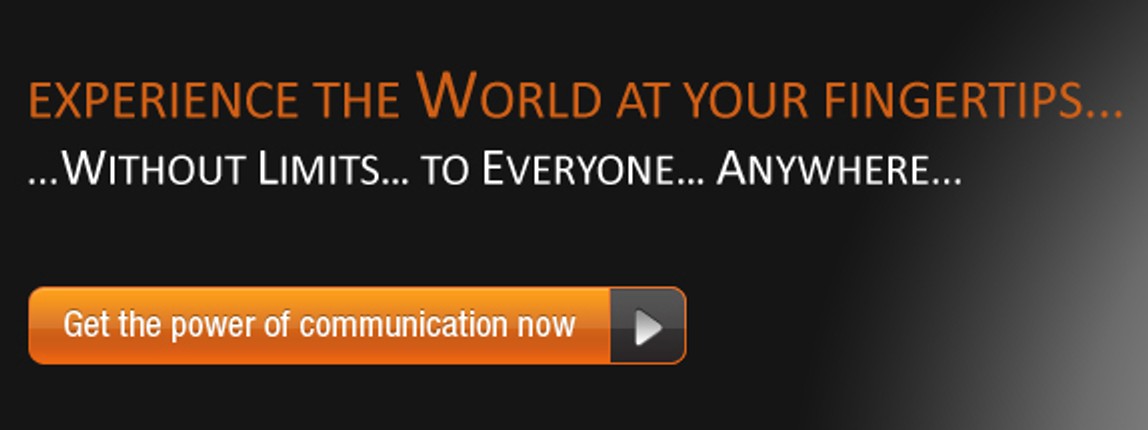 EXPERIENCE THE WORLD AT YOUR FINGERTIPS...
...WITHOUT LIMITS... TO EVERYONE... ANYWHERE...
Get the power of communication now